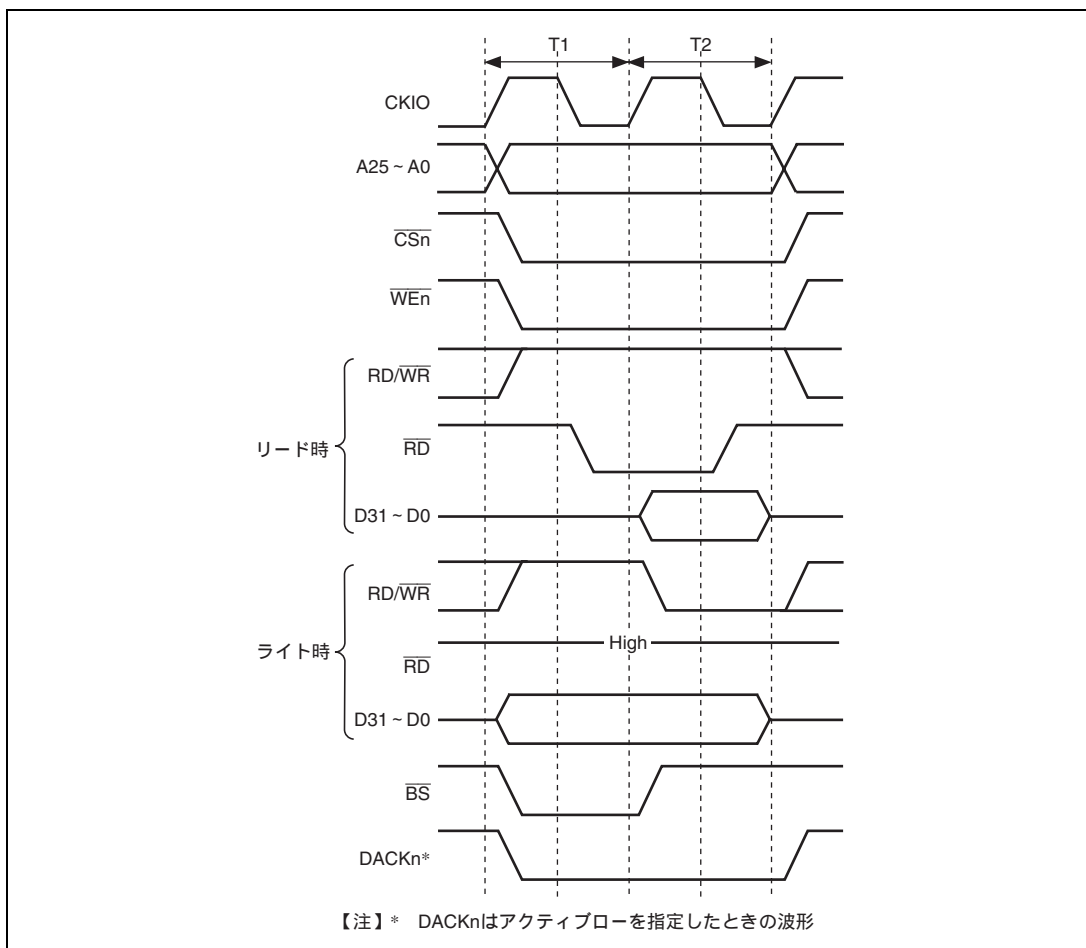 T1 T2
CKIO
A25 ~ A0
CSn
WEn
RD/WR
リード時
RD
D31 ~ D0
RD/WR
High
ライト時
RD
D31 ~ D0
BS
DACKn*
【注】* DACKnはアクティブローを指定したときの波形